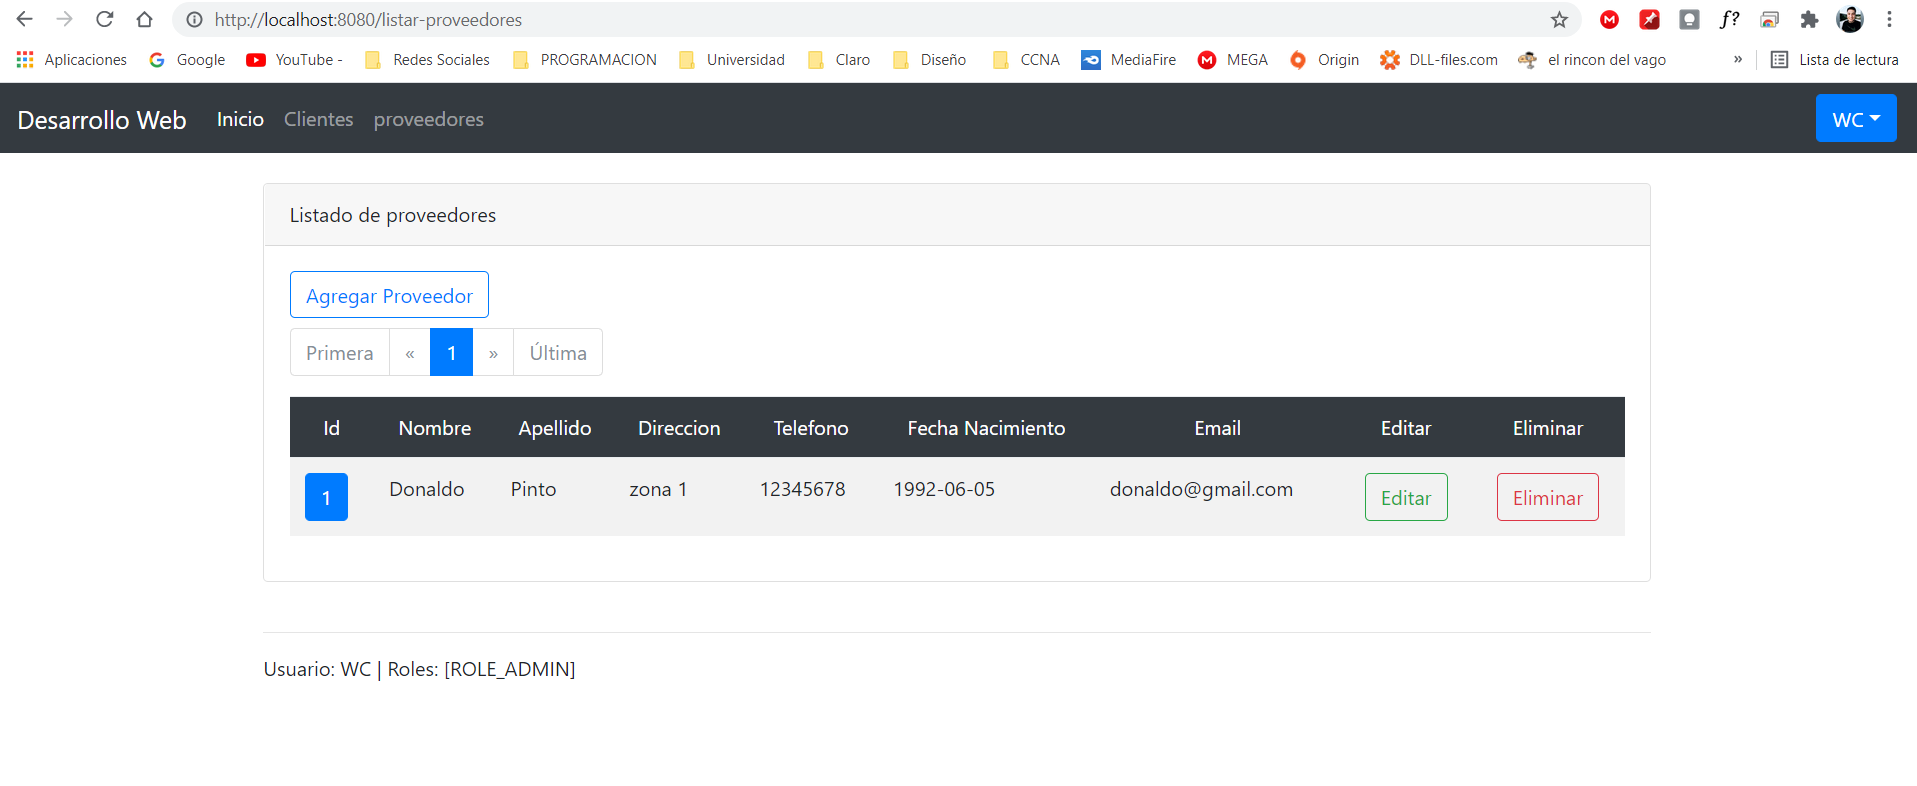 http://localhost:8080/listar-proveedores f?
Aplicaciones Google YouTube - Redes Sociales PROGRAMACION Universidad Claro Diseño CCNA MediaFire MEGA Origin DLL-files.com el rincon del vago » Lista de lectura
Desarrollo Web Inicio Clientes proveedores WC
Listado de proveedores
Agregar Proveedor
Primera « 1 » Última
Id Nombre Apellido Direccion Telefono Fecha Nacimiento Email Editar Eliminar
1 Donaldo Pinto zona 1 12345678 1992-06-05 donaldo@gmail.com Editar Eliminar
Usuario: WC | Roles: [ROLE_ADMIN]